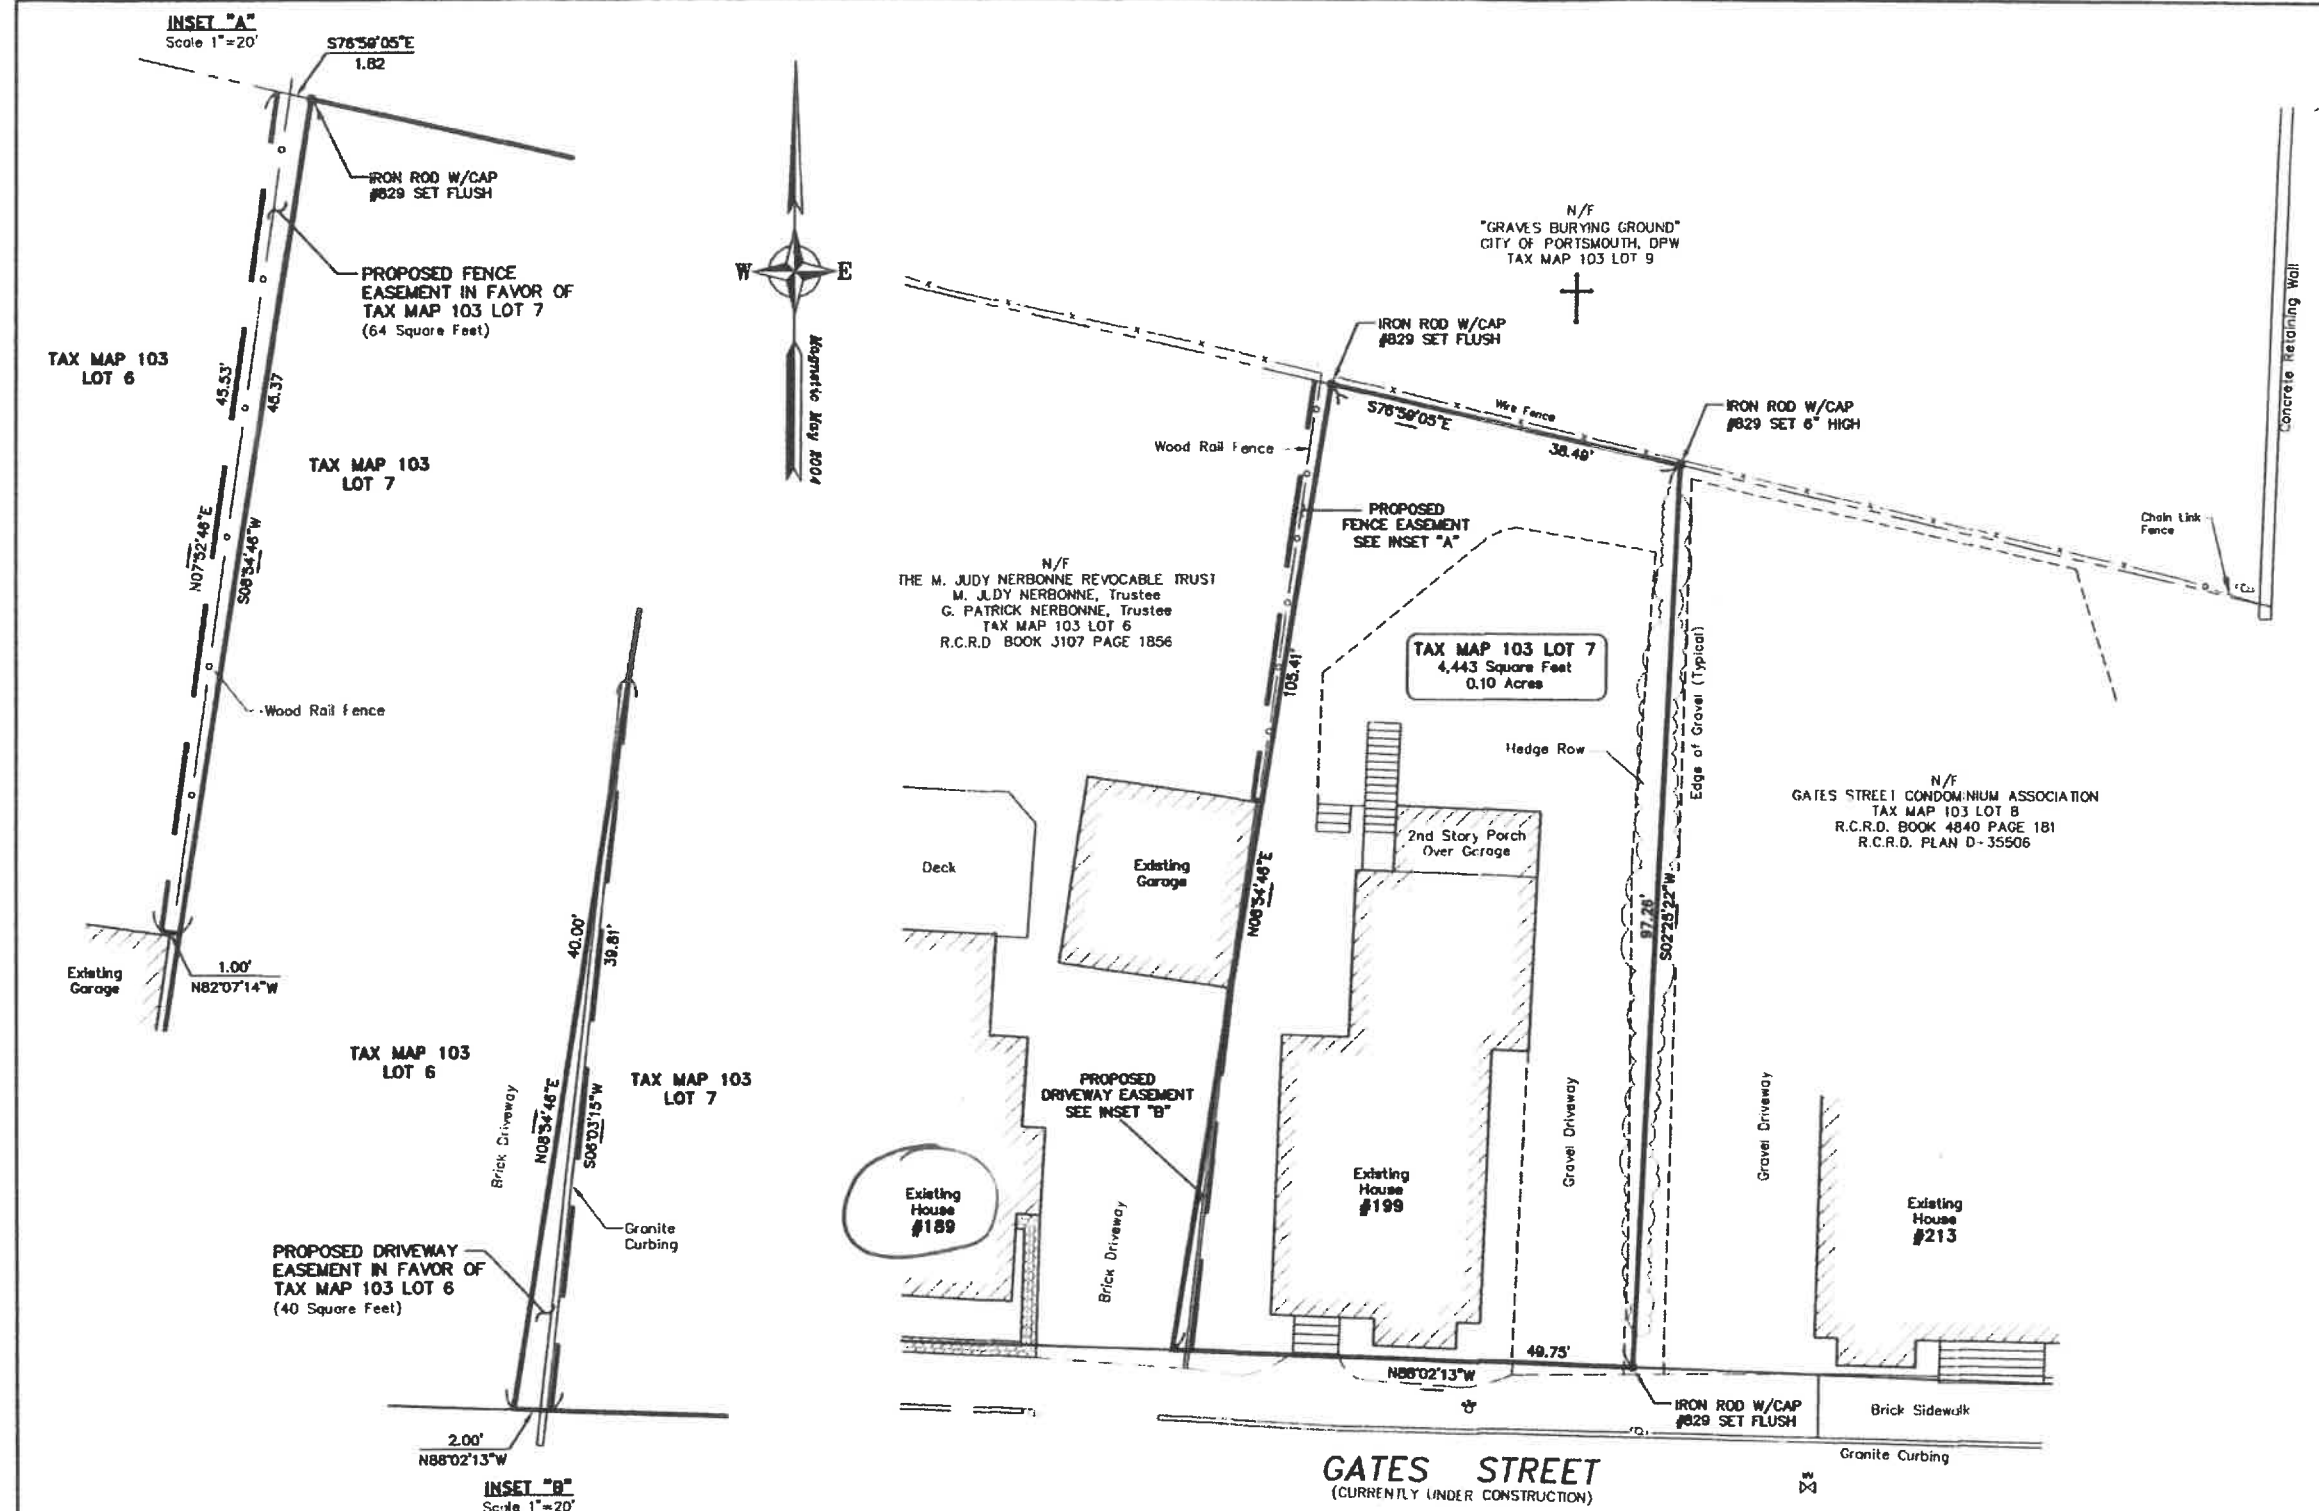 INSET "A"
Scale 1"=20'
S76°59'05"E
1.82
IRON ROD W/CAP
#829 SET FLUSH
PROPOSED FENCE
EASEMENT IN FAVOR OF
TAX MAP 103 LOT 7
(64 Square Feet)
TAX MAP 103
LOT 6
45.53'
45.37
TAX MAP 103
LOT 7
N07°52'46"E
S08°54'46"W
Wood Rail Fence
Existing
Garage
1.00'
N82°07'14"W
TAX MAP 103
LOT 6
40.00'
39.81'
TAX MAP 103
LOT 7
Brick Driveway
N08°54'46"E
S06°03'15"W
Granite
Curbing
PROPOSED DRIVEWAY
EASEMENT IN FAVOR OF
TAX MAP 103 LOT 6
(40 Square Feet)
2.00'
N88°02'13"W
INSET "B"
Scale 1"=20'
W
E
Magnetic May 2004
N/F
"GRAVES BURYING GROUND"
CITY OF PORTSMOUTH, DPW
TAX MAP 103 LOT 9
Concrete Retaining Wall
IRON ROD W/CAP
#829 SET FLUSH
S76°59'05"E
Wire Fence
38.49'
IRON ROD W/CAP
#829 SET 6" HIGH
Wood Rail Fence
PROPOSED
FENCE EASEMENT
SEE INSET "A"
Chain Link
Fence
N/F
THE M. JUDY NERBONNE REVOCABLE TRUST
M. JUDY NERBONNE, Trustee
G. PATRICK NERBONNE, Trustee
TAX MAP 103 LOT 6
R.C.R.D BOOK 3107 PAGE 1856
105.41'
TAX MAP 103 LOT 7
4,443 Square Feet
0.10 Acres
Edge of Gravel (Typical)
Hedge Row
N/F
GATES STREET CONDOMINIUM ASSOCIATION
TAX MAP 103 LOT 8
R.C.R.D. BOOK 4840 PAGE 181
R.C.R.D. PLAN D-35506
Deck
Existing
Garage
2nd Story Porch
Over Garage
N08°54'46"E
97.26'
S02°26'22"W
PROPOSED
DRIVEWAY EASEMENT
SEE INSET "B"
Existing
House
#189
Brick Driveway
Existing
House
#199
Gravel Driveway
Gravel Driveway
Existing
House
#213
49.75'
N88°02'13"W
IRON ROD W/CAP
#829 SET FLUSH
Brick Sidewalk
Granite Curbing
GATES STREET
(CURRENTLY UNDER CONSTRUCTION)
W